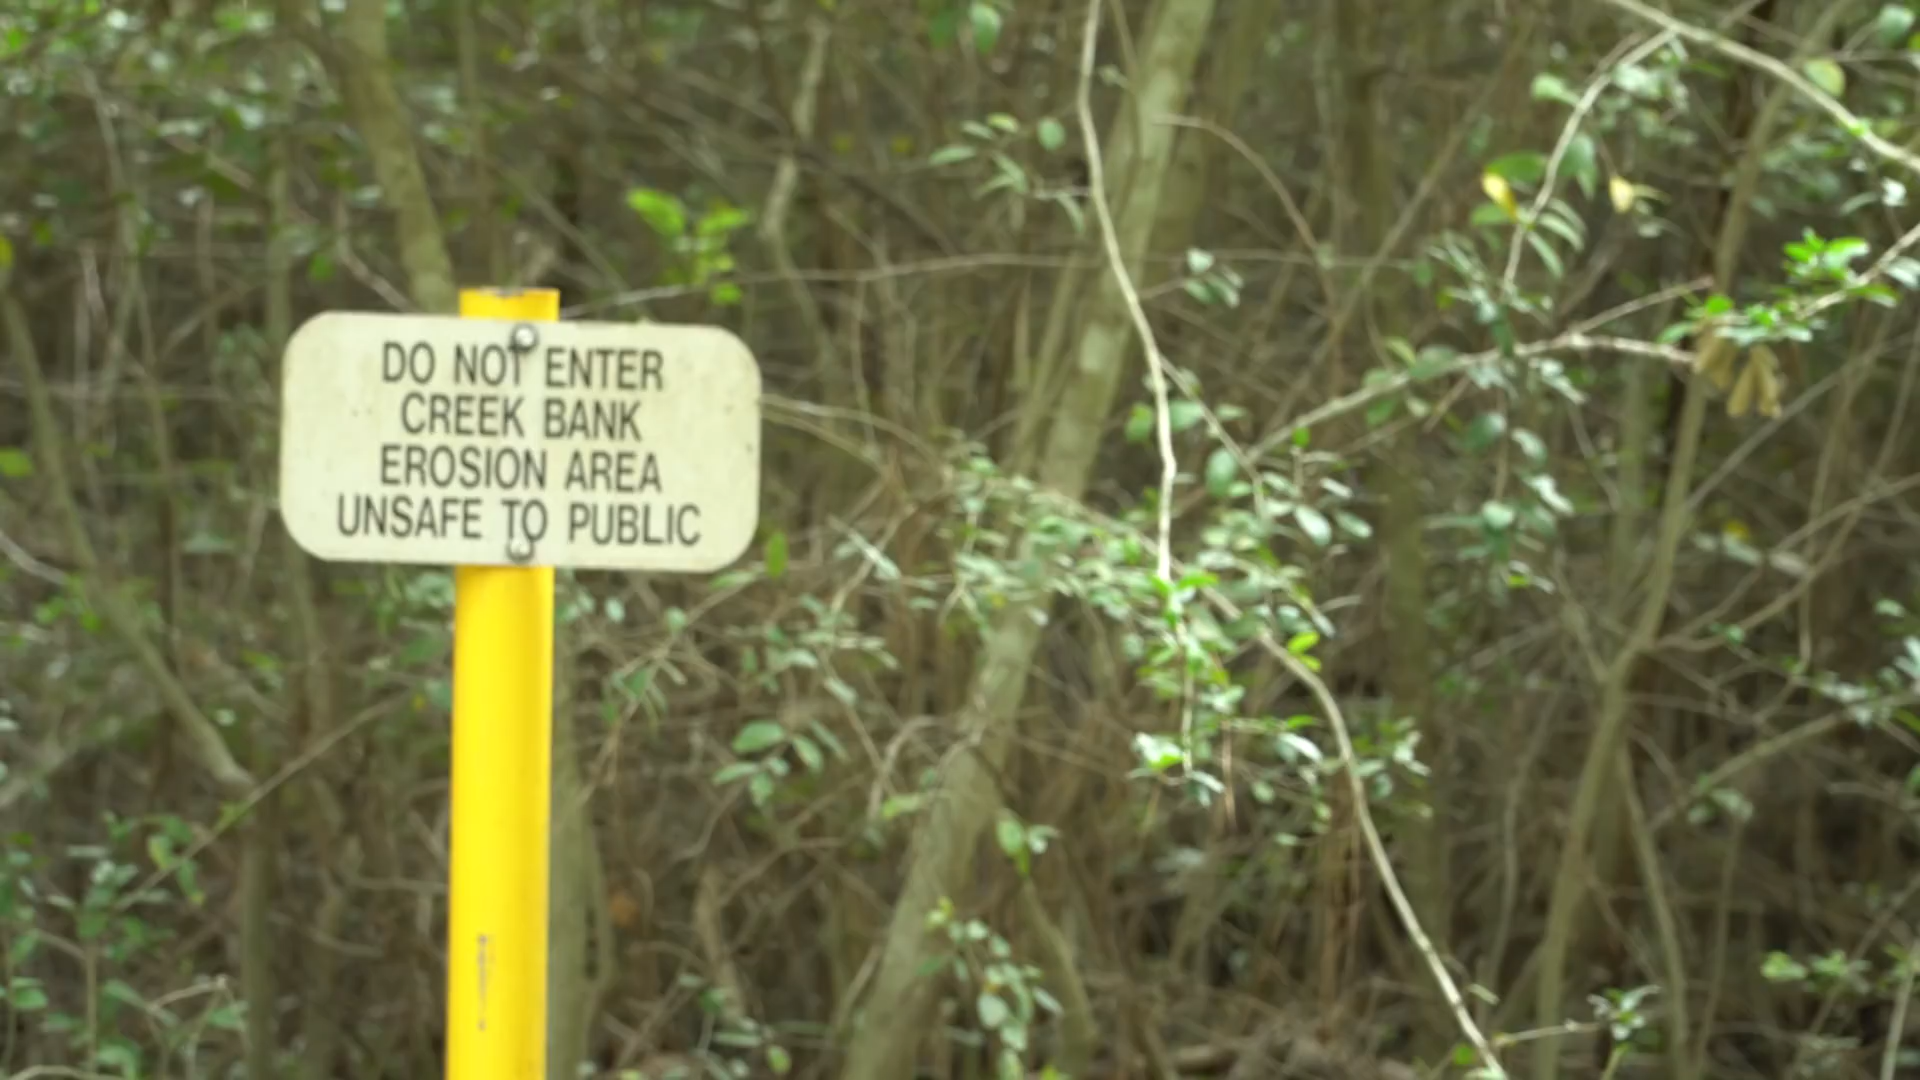 DO NOT ENTER
CREEK BANK
EROSION AREA
UNSAFE TO PUBLIC